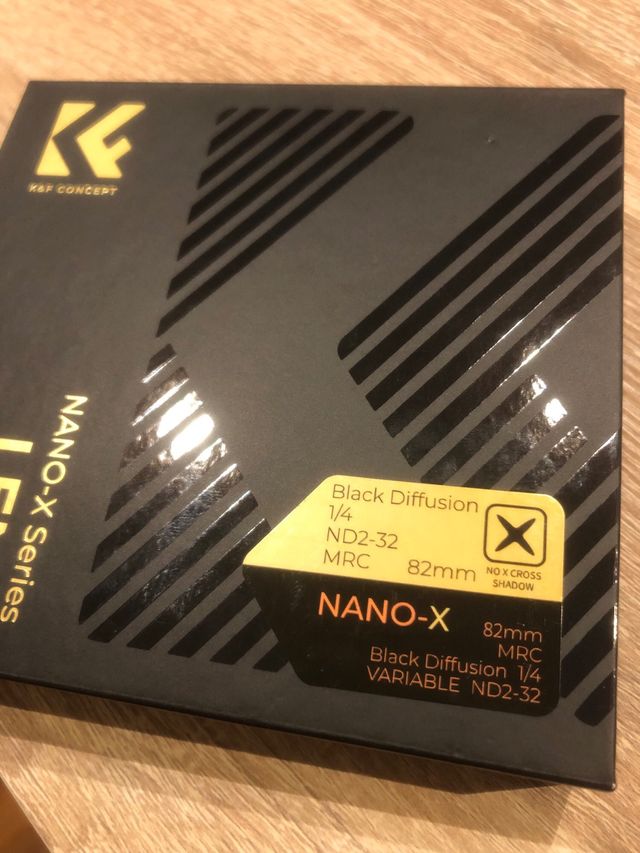 K&F CONCEPT
NANO-X Series
Black Diffusion
1/4
ND2-32
MRC 82mm
NO X CROSS
SHADOW
NANO-X
82mm
MRC
Black Diffusion 1/4
VARIABLE ND2-32